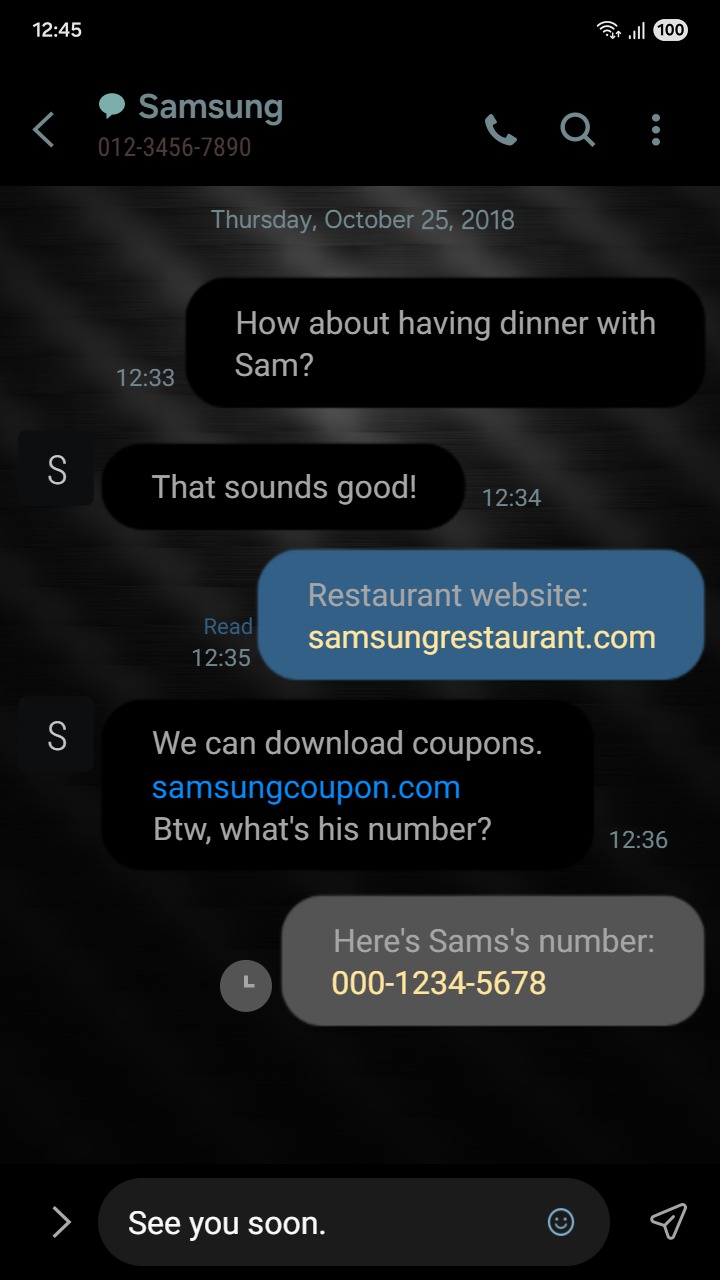 12:45
100
Samsung
012-3456-7890
Thursday, October 25, 2018
How about having dinner with
Sam?
12:33
S
That sounds good!
12:34
Restaurant website:
samsungrestaurant.com
Read
12:35
S
We can download coupons.
samsungcoupon.com
Btw, what's his number?
12:36
Here's Sams's number:
000-1234-5678
See you soon.